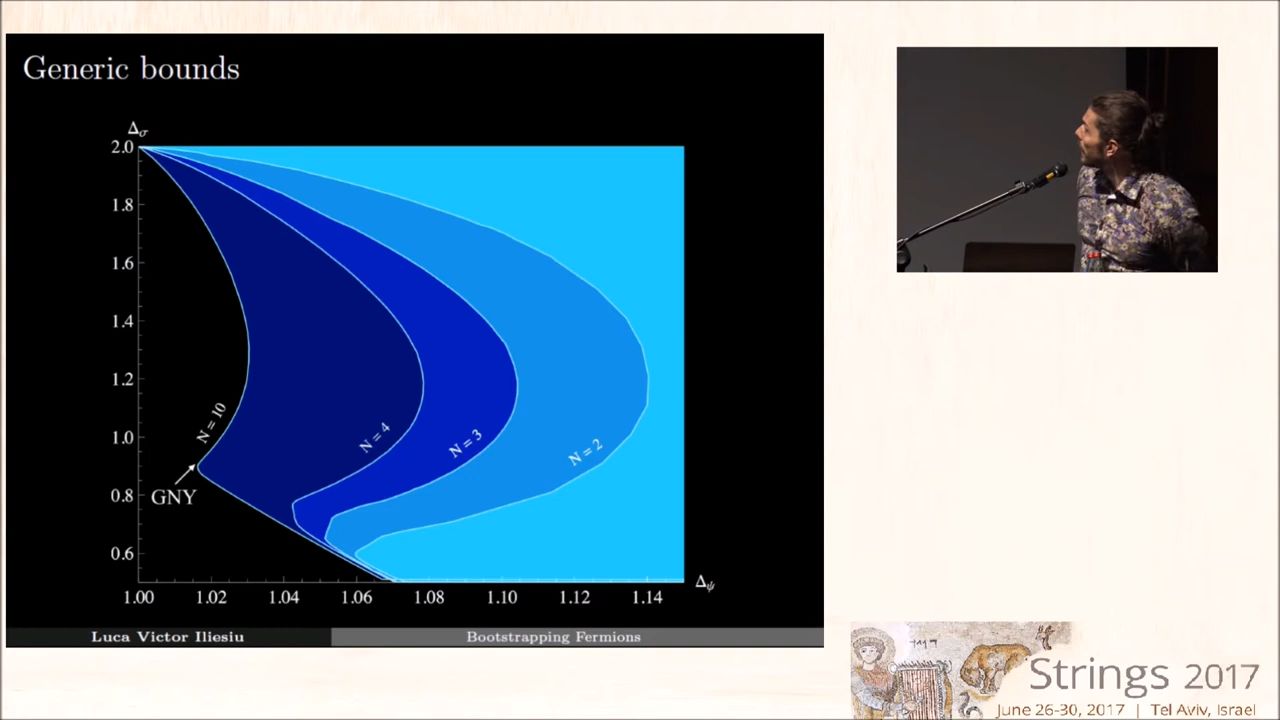 Generic bounds
Δσ
2.0
1.8
1.6
1.4
1.2
1.0
0.8
0.6
N = 10
N = 4
N = 3
N = 2
GNY
1.00
1.02
1.04
1.06
1.08
1.10
1.12
1.14
Δψ
Luca Victor Iliesiu
Bootstrapping Fermions
Strings 2017
June 26-30, 2017 | Tel Aviv, Israel